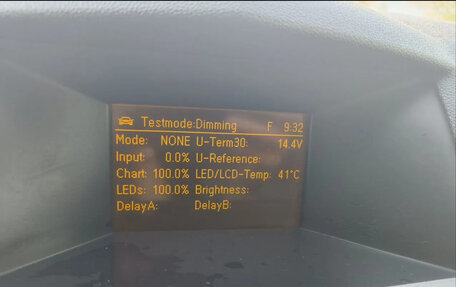 Testmode:Dimming F 9:32
Mode: NONE U-Term30: 14.4V
Input: 0.0% U-Reference:
Chart: 100.0% LED/LCD-Temp: 41°C
LEDs: 100.0% Brightness:
DelayA: DelayB: